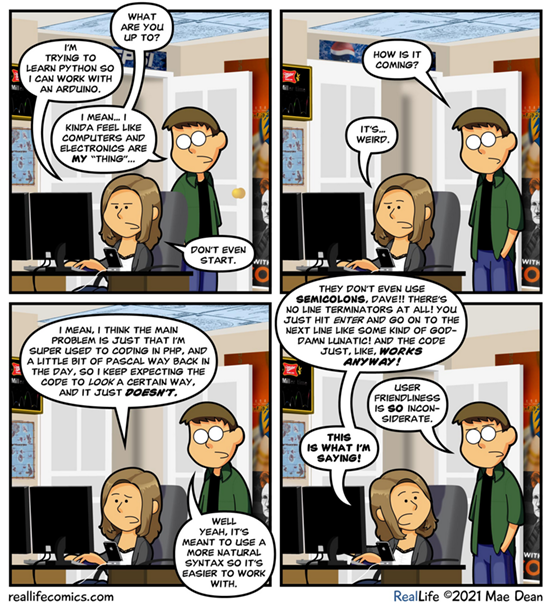 WHAT
ARE YOU
UP TO?
I'M
TRYING TO
LEARN PYTHON SO
I CAN WORK WITH
AN ARDUINO.
I MEAN... I
KINDA FEEL LIKE
COMPUTERS AND
ELECTRONICS ARE
MY "THING"...
DON'T EVEN
START.
HOW IS IT
COMING?
IT'S...
WEIRD.
WITH
I MEAN, I THINK THE MAIN
PROBLEM IS JUST THAT I'M
SUPER USED TO CODING IN PHP, AND
A LITTLE BIT OF PASCAL WAY BACK IN
THE DAY, SO I KEEP EXPECTING THE
CODE TO LOOK A CERTAIN WAY,
AND IT JUST DOESN'T.
WELL
YEAH, IT'S
MEANT TO USE A
MORE NATURAL
SYNTAX SO IT'S
EASIER TO WORK
WITH.
THEY DON'T EVEN USE
SEMICOLONS, DAVE!! THERE'S
NO LINE TERMINATORS AT ALL! YOU
JUST HIT ENTER AND GO ON TO THE
NEXT LINE LIKE SOME KIND OF GOD-
DAMN LUNATIC! AND THE CODE
JUST, LIKE, WORKS
ANYWAY!
USER
FRIENDLINESS
IS SO INCON-
SIDERATE.
THIS
IS WHAT I'M
SAYING!
WITH
reallifecomics.com
RealLife ©2021 Mae Dean